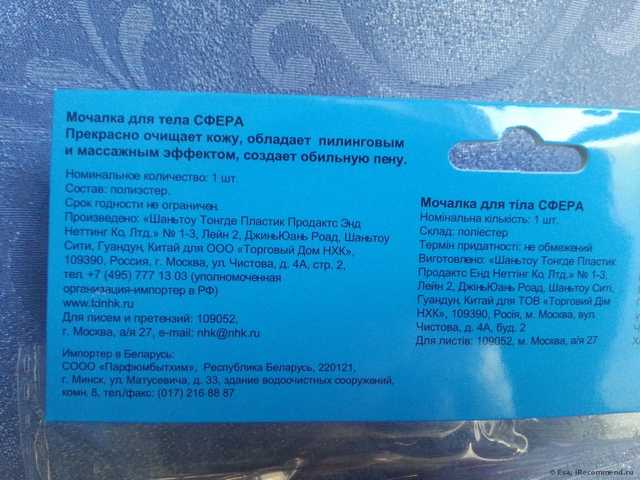 Мочалка для тела СФЕРА
Прекрасно очищает кожу, обладает пилинговым
и массажным эффектом, создает обильную пену.
Номинальное количество: 1 шт.
Состав: полиэстер.
Срок годности не ограничен.
Произведено: «Шаньтоу Тонгде Пластик Продактс Энд
Неттинг Ко, Лтд.» № 1-3, Лейн 2, ДжиньЮань Роад, Шаньтоу
Сити, Гуандун, Китай для ООО «Торговый Дом НХК»,
109390, Россия, г. Москва, ул. Чистова, д. 4А, стр. 2,
тел. +7 (495) 777 13 03 (уполномоченная
организация-импортер в РФ)
www.tdnhk.ru
Для писем и претензий: 109052,
г. Москва, а/я 27, e-mail: nhk@nhk.ru
Импортер в Беларусь:
СООО «Парфюмбытхим», Республика Беларусь, 220121,
г. Минск, ул. Матусевича, д. 33, здание водоочистных сооружений,
комн. 8, тел./факс: (017) 216 88 87
Мочалка для тіла СФЕРА
Номінальна кількість: 1 шт.
Склад: поліестер
Термін придатності: не обмежений
Виготовлено: «Шаньтоу Тонгде Пластик
Продактс Енд Неттінг Ко, Лтд.» № 1-3,
Лейн 2, ДжиньЮань Роад, Шаньтоу Ситі,
Гуандун, Китай для ТОВ «Торговий Дім
НХК», 109390, Росія, м. Москва, вул.
Чистова, д. 4А, буд. 2
Для листів: 109052, м. Москва, а/я 27
© Esa, iRecommend.ru